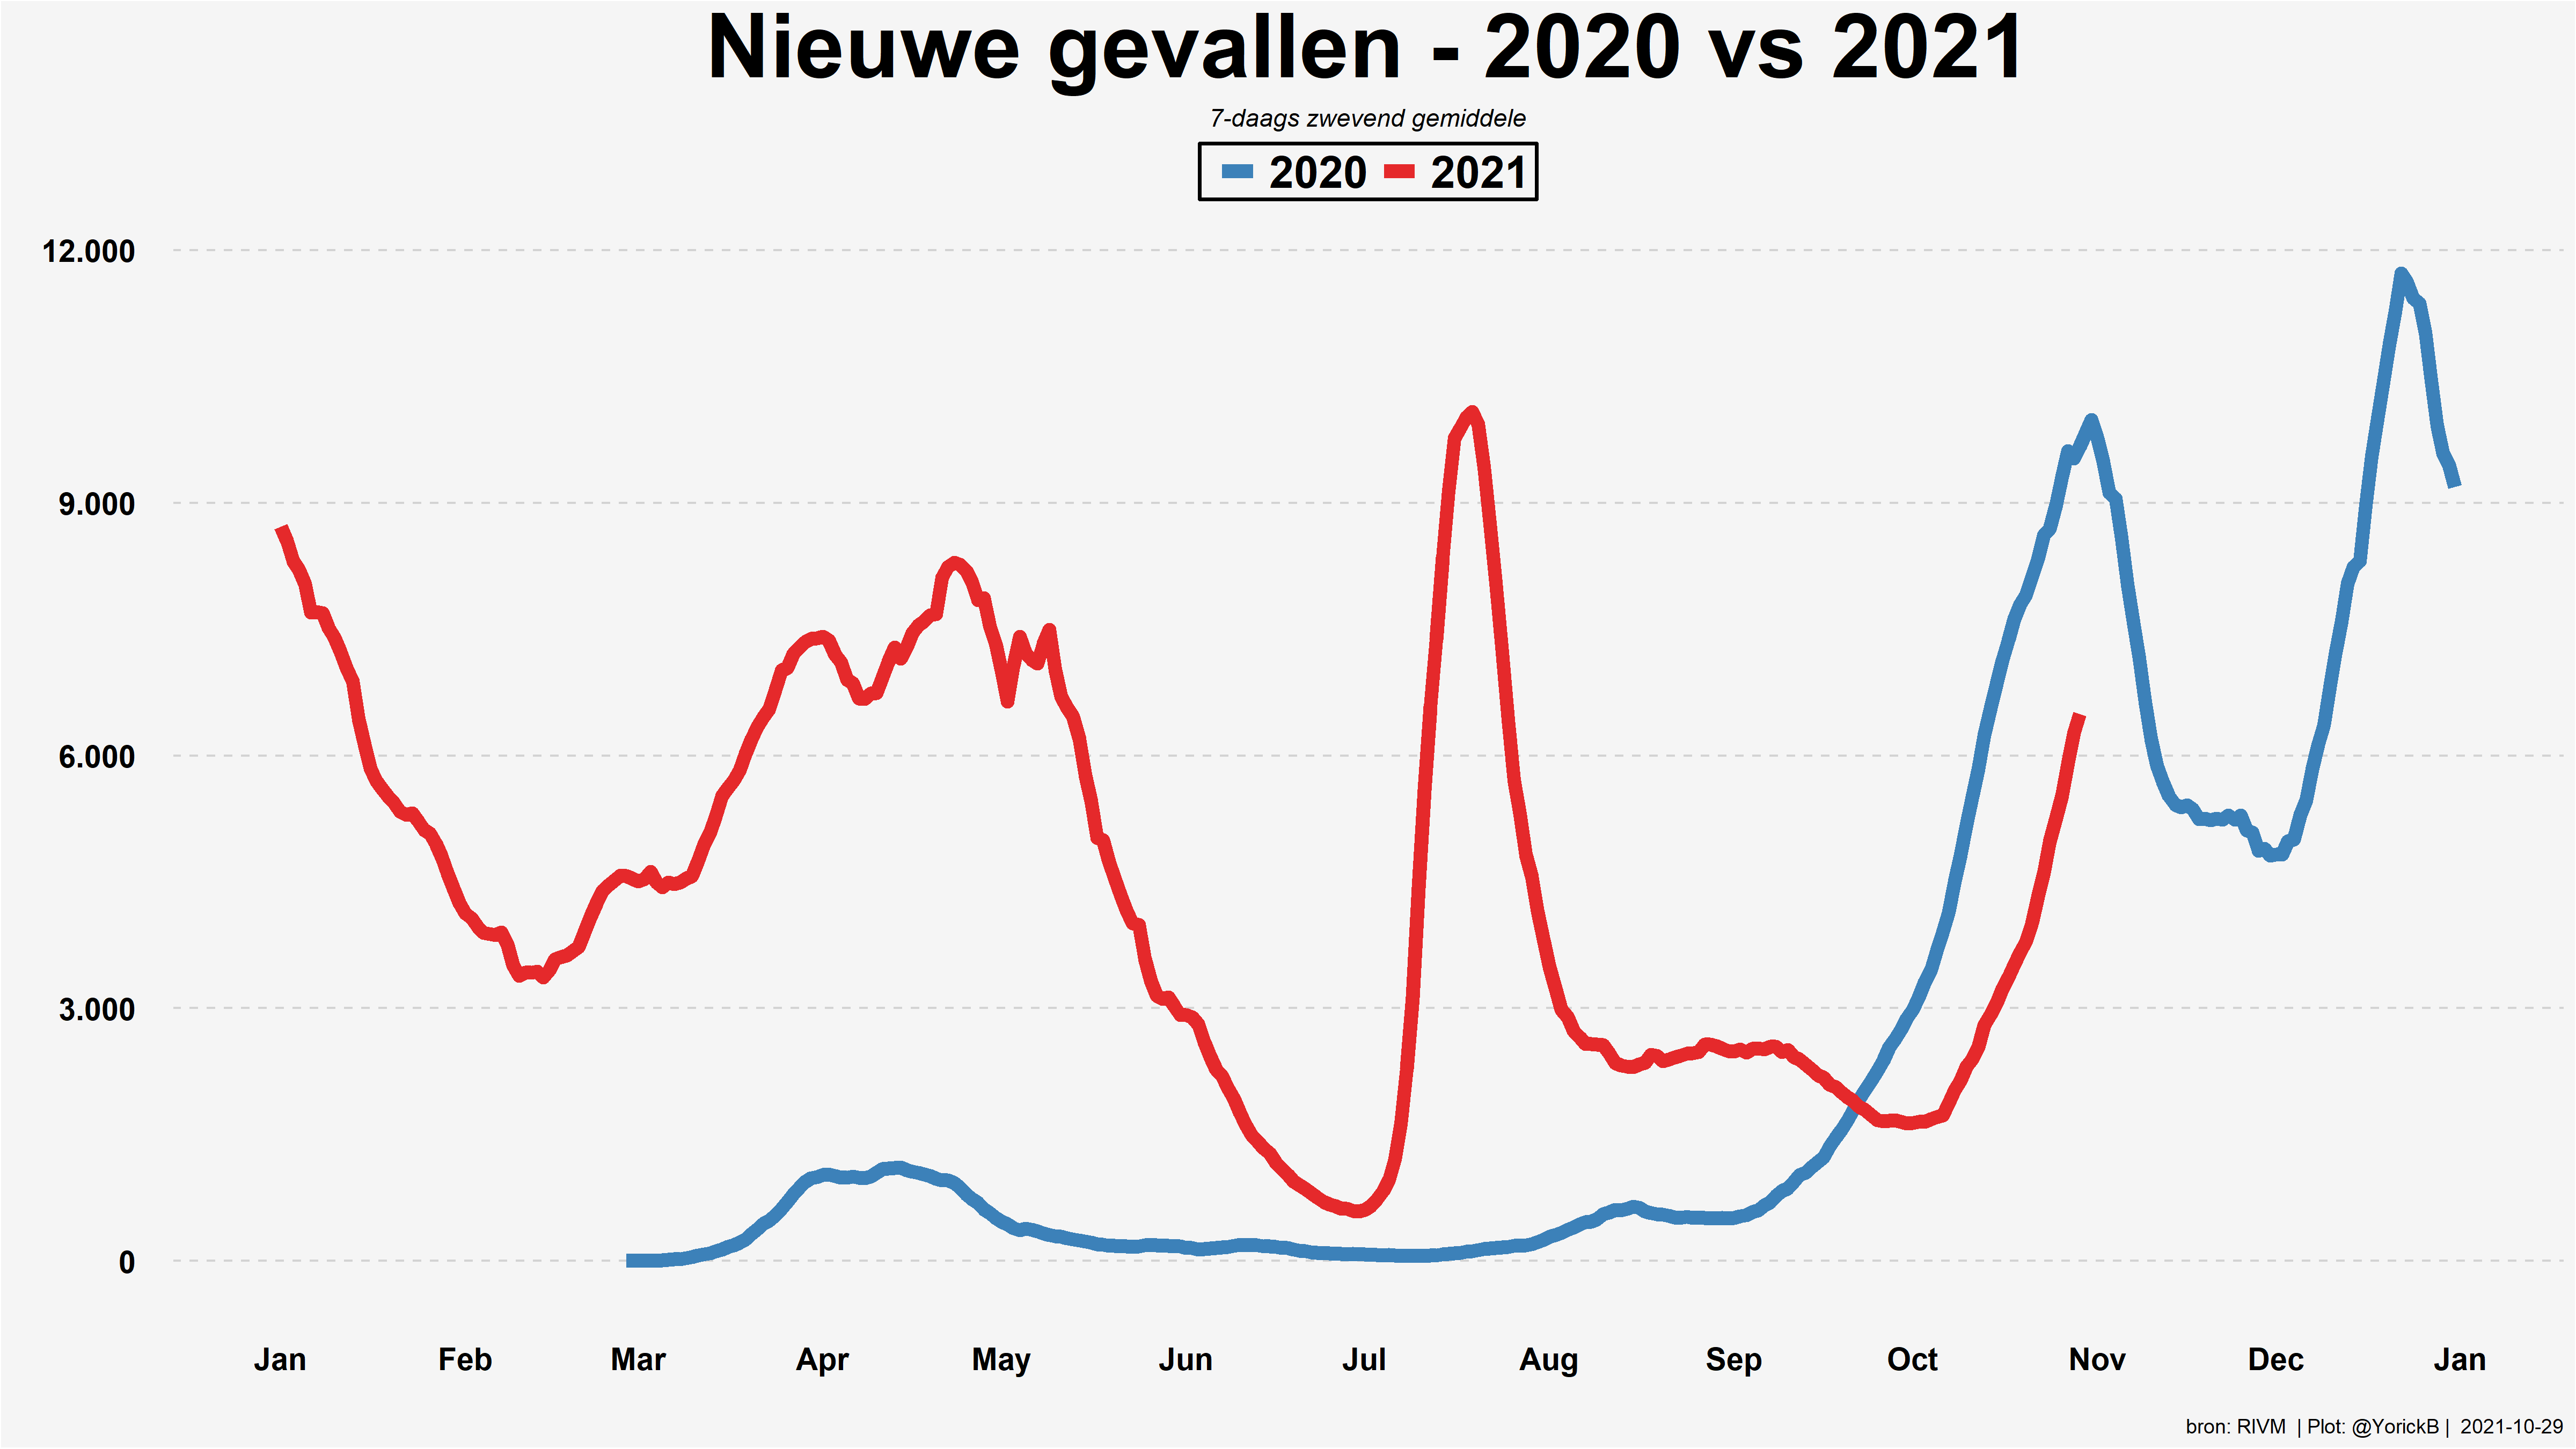 Nieuwe gevallen - 2020 vs 2021
7-daags zwevend gemiddele
2020 2021
12.000
9.000
6.000
3.000
0
Jan Feb Mar Apr May Jun Jul Aug Sep Oct Nov Dec Jan
bron: RIVM | Plot: @YorickB | 2021-10-29